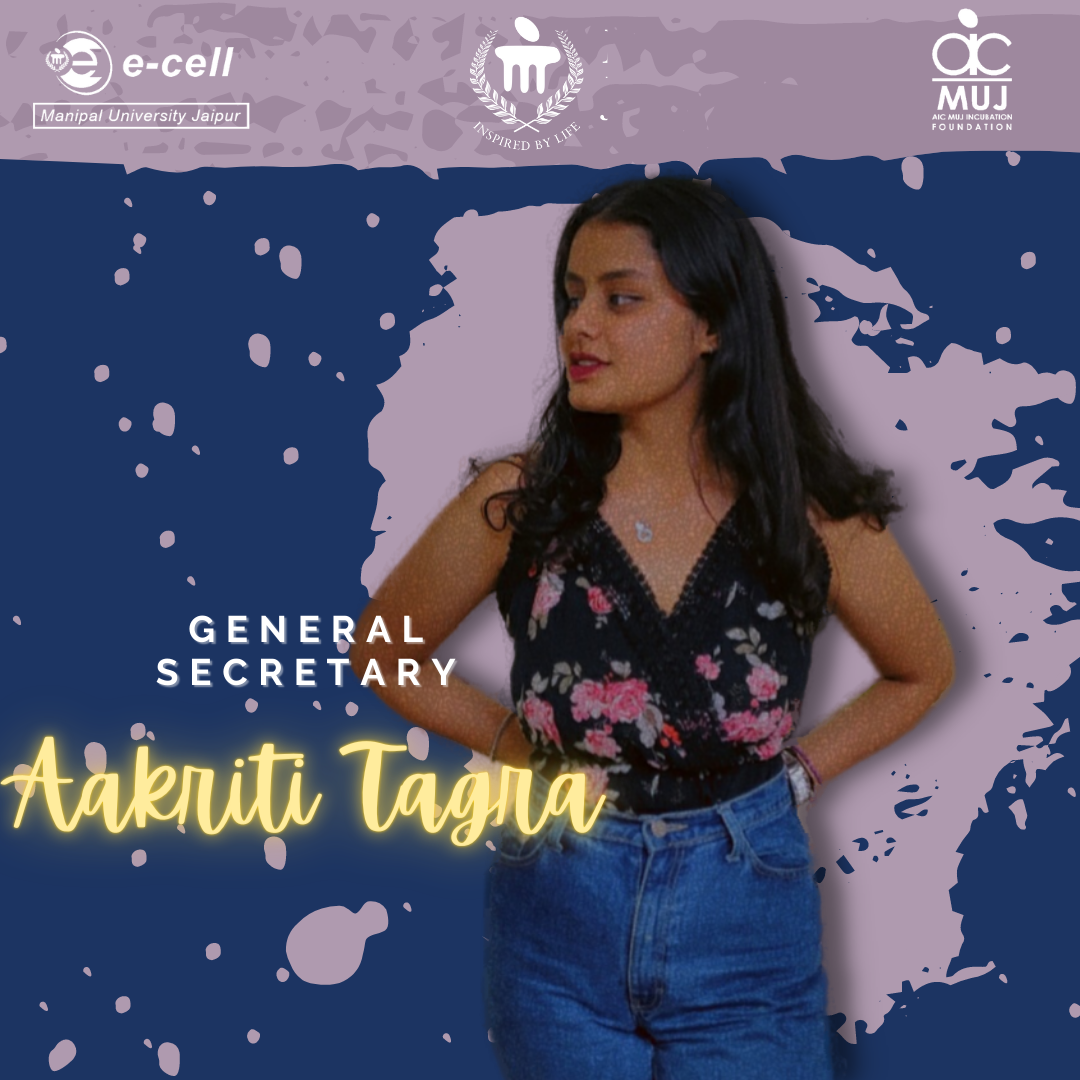 e-cell
Manipal University Jaipur
INSPIRED BY LIFE
aic
MUJ
AIC MUJ INCUBATION
FOUNDATION
GENERAL
SECRETARY
Aakriti Tagra